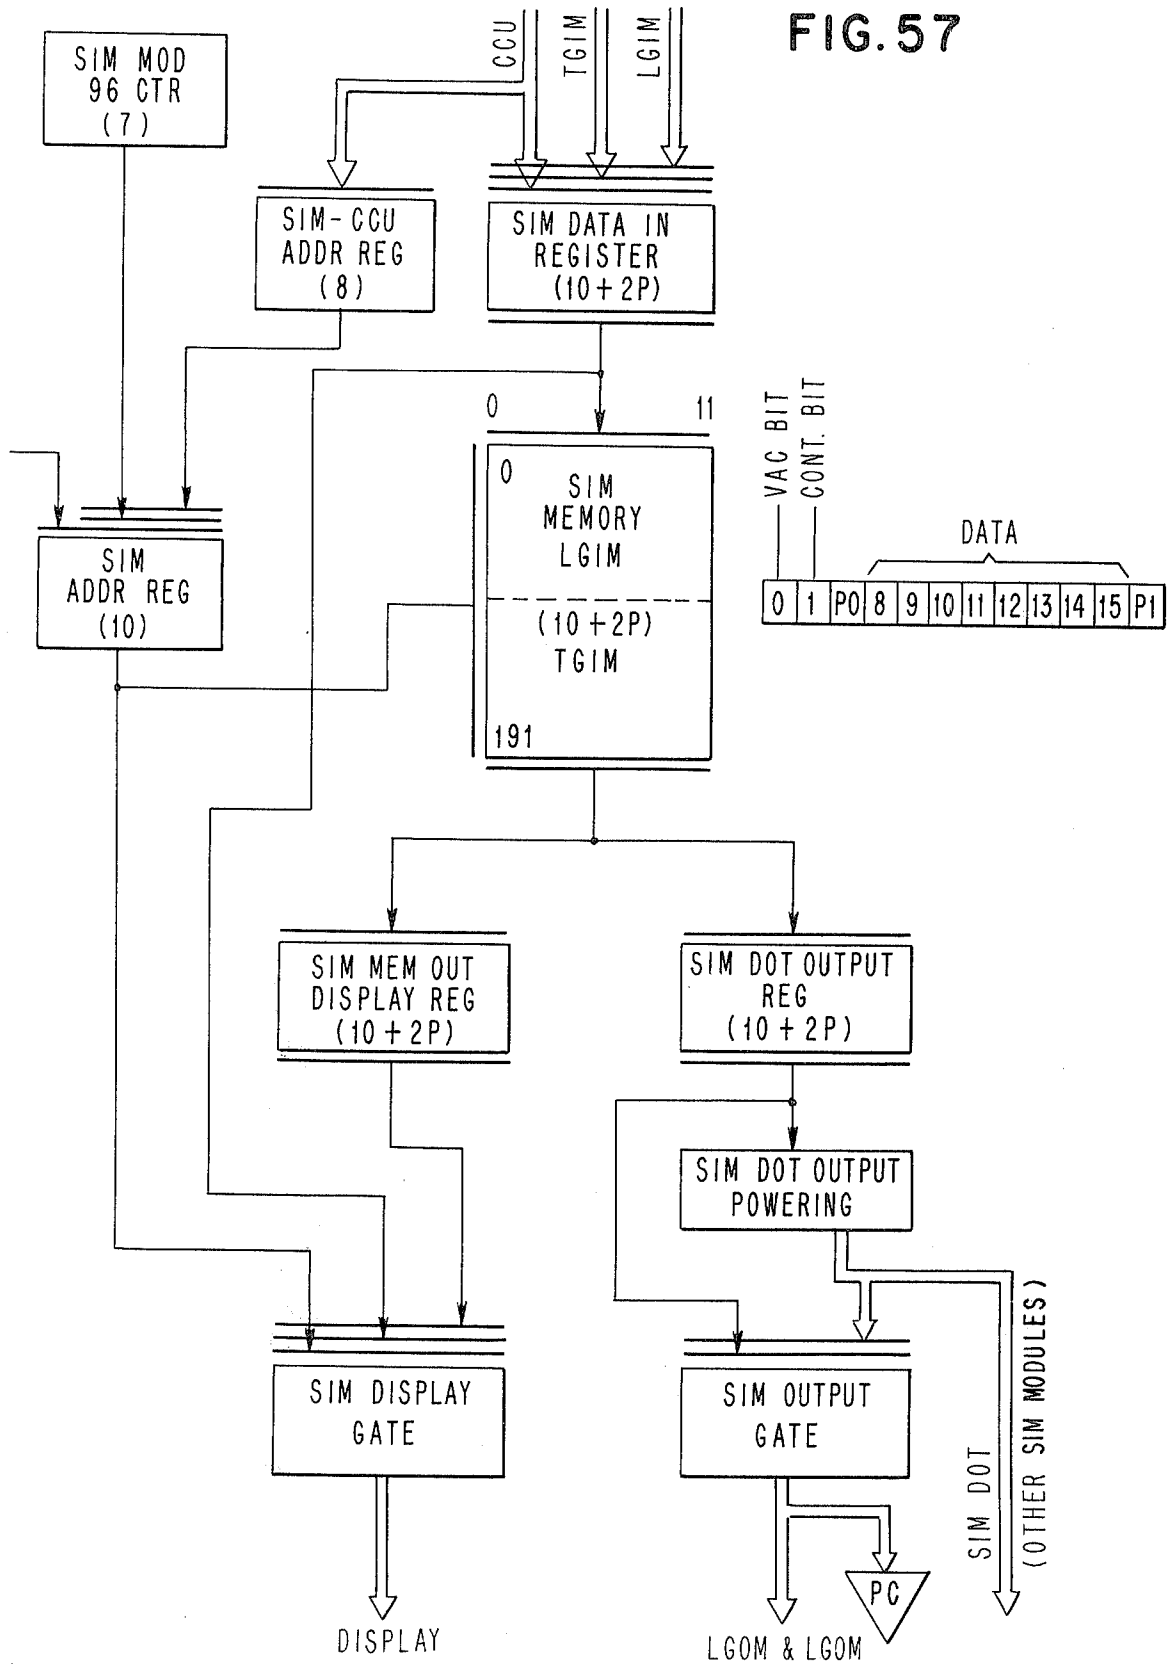 FIG. 57
CCU
TGIM
LGIM
SIM MOD
96 CTR
(7)
SIM-CCU
ADDR REG
(8)
SIM DATA IN
REGISTER
(10+2P)
0 11
VAC BIT
CONT. BIT
0
SIM
MEMORY
LGIM
(10+2P)
TGIM
191
SIM
ADDR REG
(10)
DATA
0 1 P0 8 9 10 11 12 13 14 15 P1
SIM MEM OUT
DISPLAY REG
(10+2P)
SIM DOT OUTPUT
REG
(10+2P)
SIM DOT OUTPUT
POWERING
SIM DISPLAY
GATE
SIM OUTPUT
GATE
SIM DOT
(OTHER SIM MODULES)
PC
DISPLAY
LGOM & LGOM